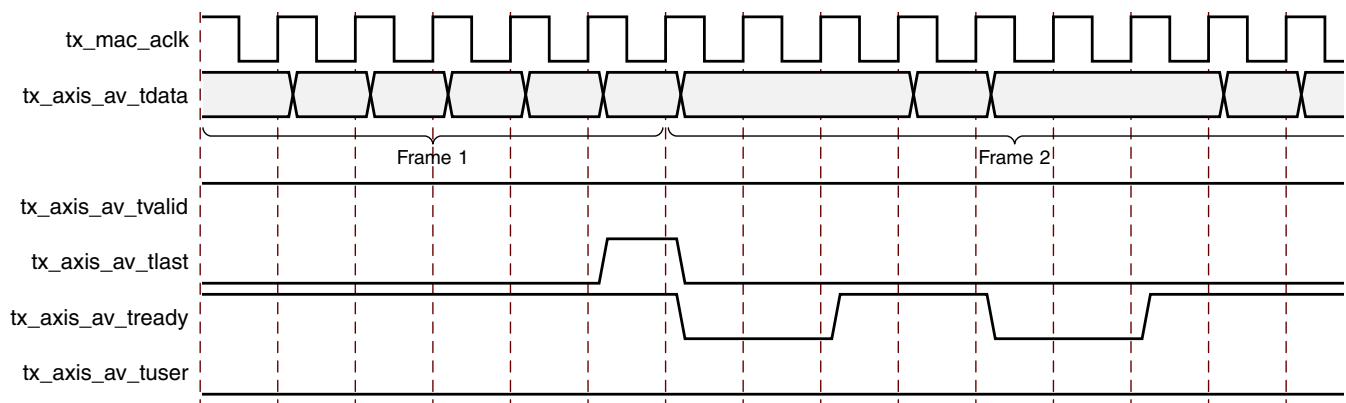 tx_mac_aclk
tx_axis_av_tdata
Frame 1
Frame 2
tx_axis_av_tvalid
tx_axis_av_tlast
tx_axis_av_tready
tx_axis_av_tuser